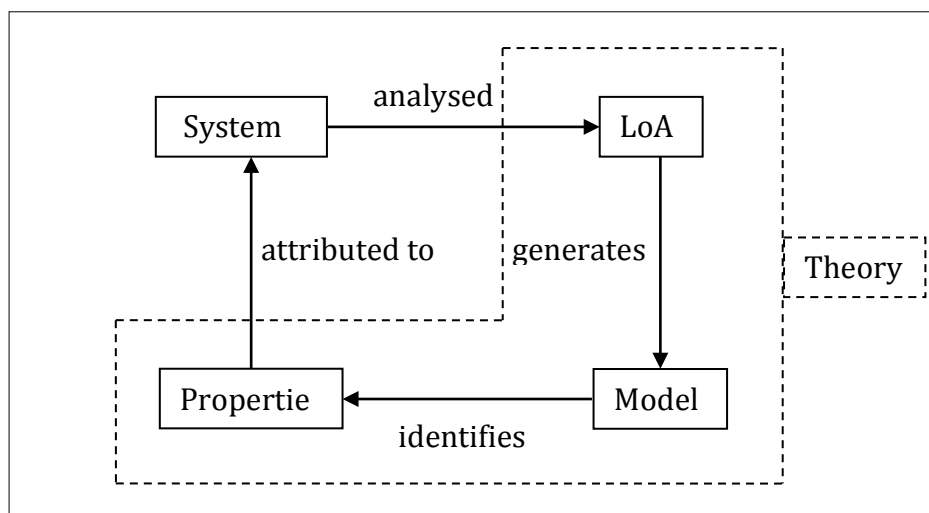 analysed
System
LoA
attributed to
generates
Theory
Propertie
Model
identifies